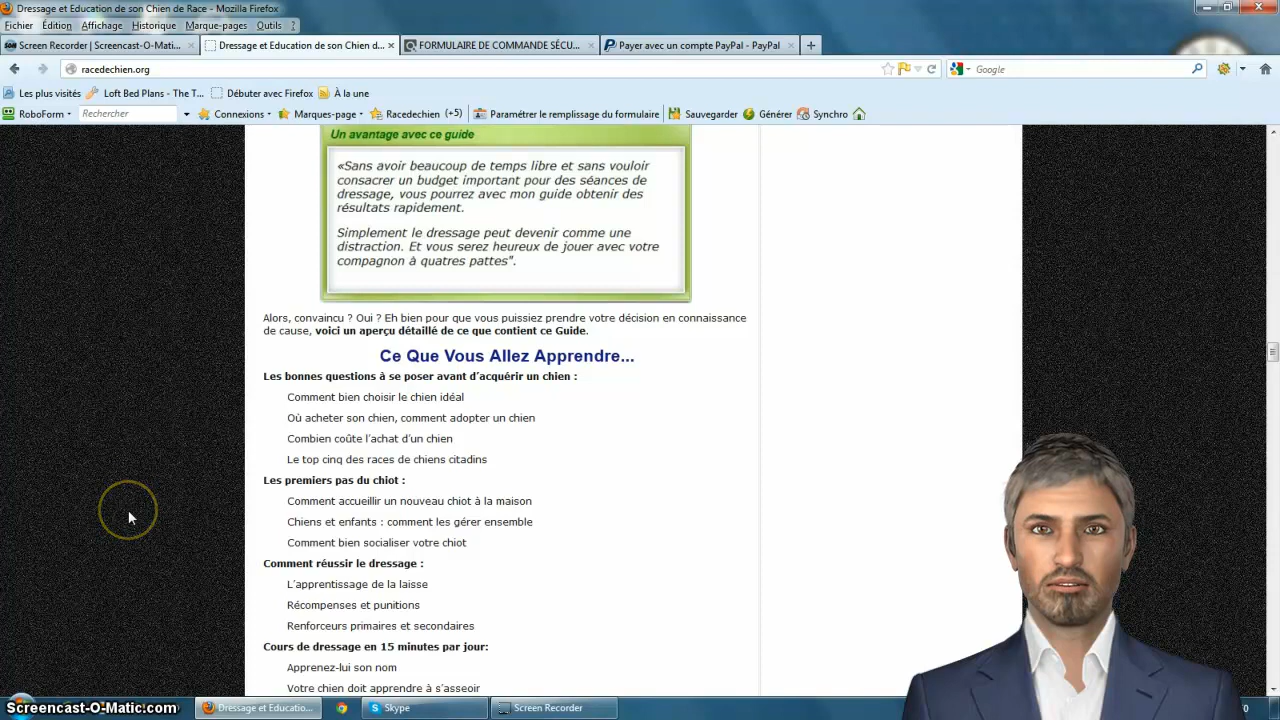 Dressage et Education de son Chien de Race - Mozilla Firefox
Fichier Édition Affichage Historique Marque-pages Outils ?
Screen Recorder | Screencast-O-Mati... × Dressage et Education de son Chien d... × FORMULAIRE DE COMMANDE SÉCU... × Payer avec un compte PayPal - PayPal × +
racedechien.org
Google
Les plus visités Loft Bed Plans - The T... Débuter avec Firefox À la une
RoboForm Rechercher Connexions Marques-page Racedechien (+5) Paramétrer le remplissage du formulaire Sauvegarder Générer Synchro
Un avantage avec ce guide
«Sans avoir beaucoup de temps libre et sans vouloir
consacrer un budget important pour des séances de
dressage, vous pourrez avec mon guide obtenir des
résultats rapidement.
Simplement le dressage peut devenir comme une
distraction. Et vous serez heureux de jouer avec votre
compagnon à quatres pattes".
Alors, convaincu ? Oui ? Eh bien pour que vous puissiez prendre votre décision en connaissance
de cause, voici un aperçu détaillé de ce que contient ce Guide.
Ce Que Vous Allez Apprendre...
Les bonnes questions à se poser avant d'acquérir un chien :
Comment bien choisir le chien idéal
Où acheter son chien, comment adopter un chien
Combien coûte l'achat d'un chien
Le top cinq des races de chiens citadins
Les premiers pas du chiot :
Comment accueillir un nouveau chiot à la maison
Chiens et enfants : comment les gérer ensemble
Comment bien socialiser votre chiot
Comment réussir le dressage :
L'apprentissage de la laisse
Récompenses et punitions
Renforceurs primaires et secondaires
Cours de dressage en 15 minutes par jour:
Apprenez-lui son nom
Votre chien doit apprendre à s'asseoir
Screencast-O-Matic.com Dressage et Educatio... Skype Screen Recorder